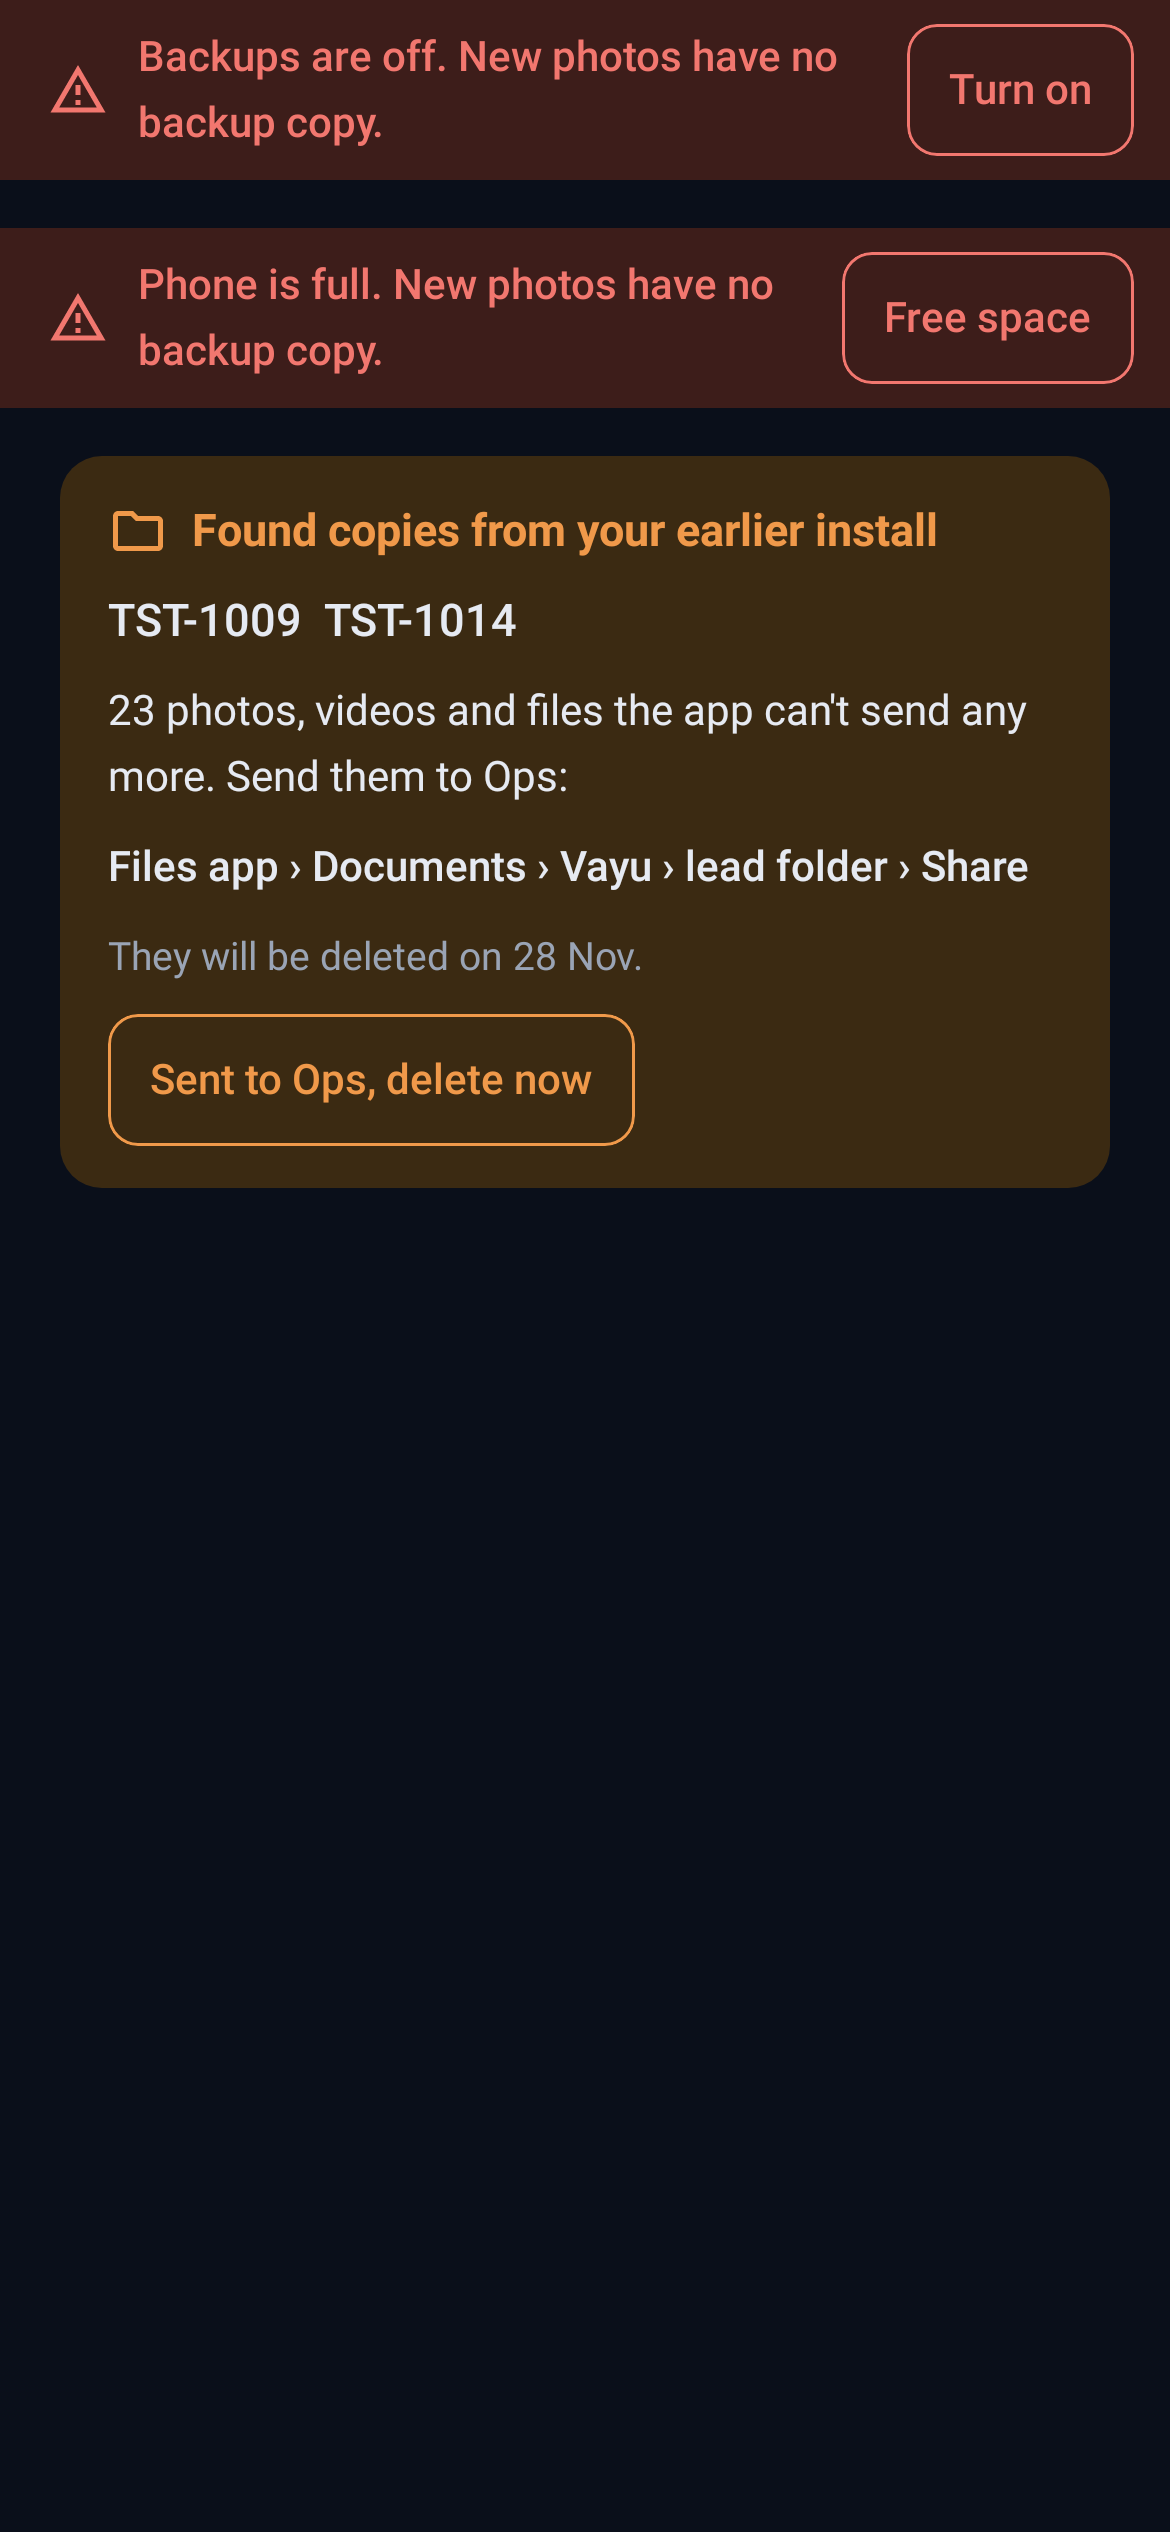 Backups are off. New photos have no
backup copy.
Turn on
Phone is full. New photos have no
backup copy.
Free space
Found copies from your earlier install
TST-1009 TST-1014
23 photos, videos and files the app can't send any
more. Send them to Ops:
Files app › Documents › Vayu › lead folder › Share
They will be deleted on 28 Nov.
Sent to Ops, delete now